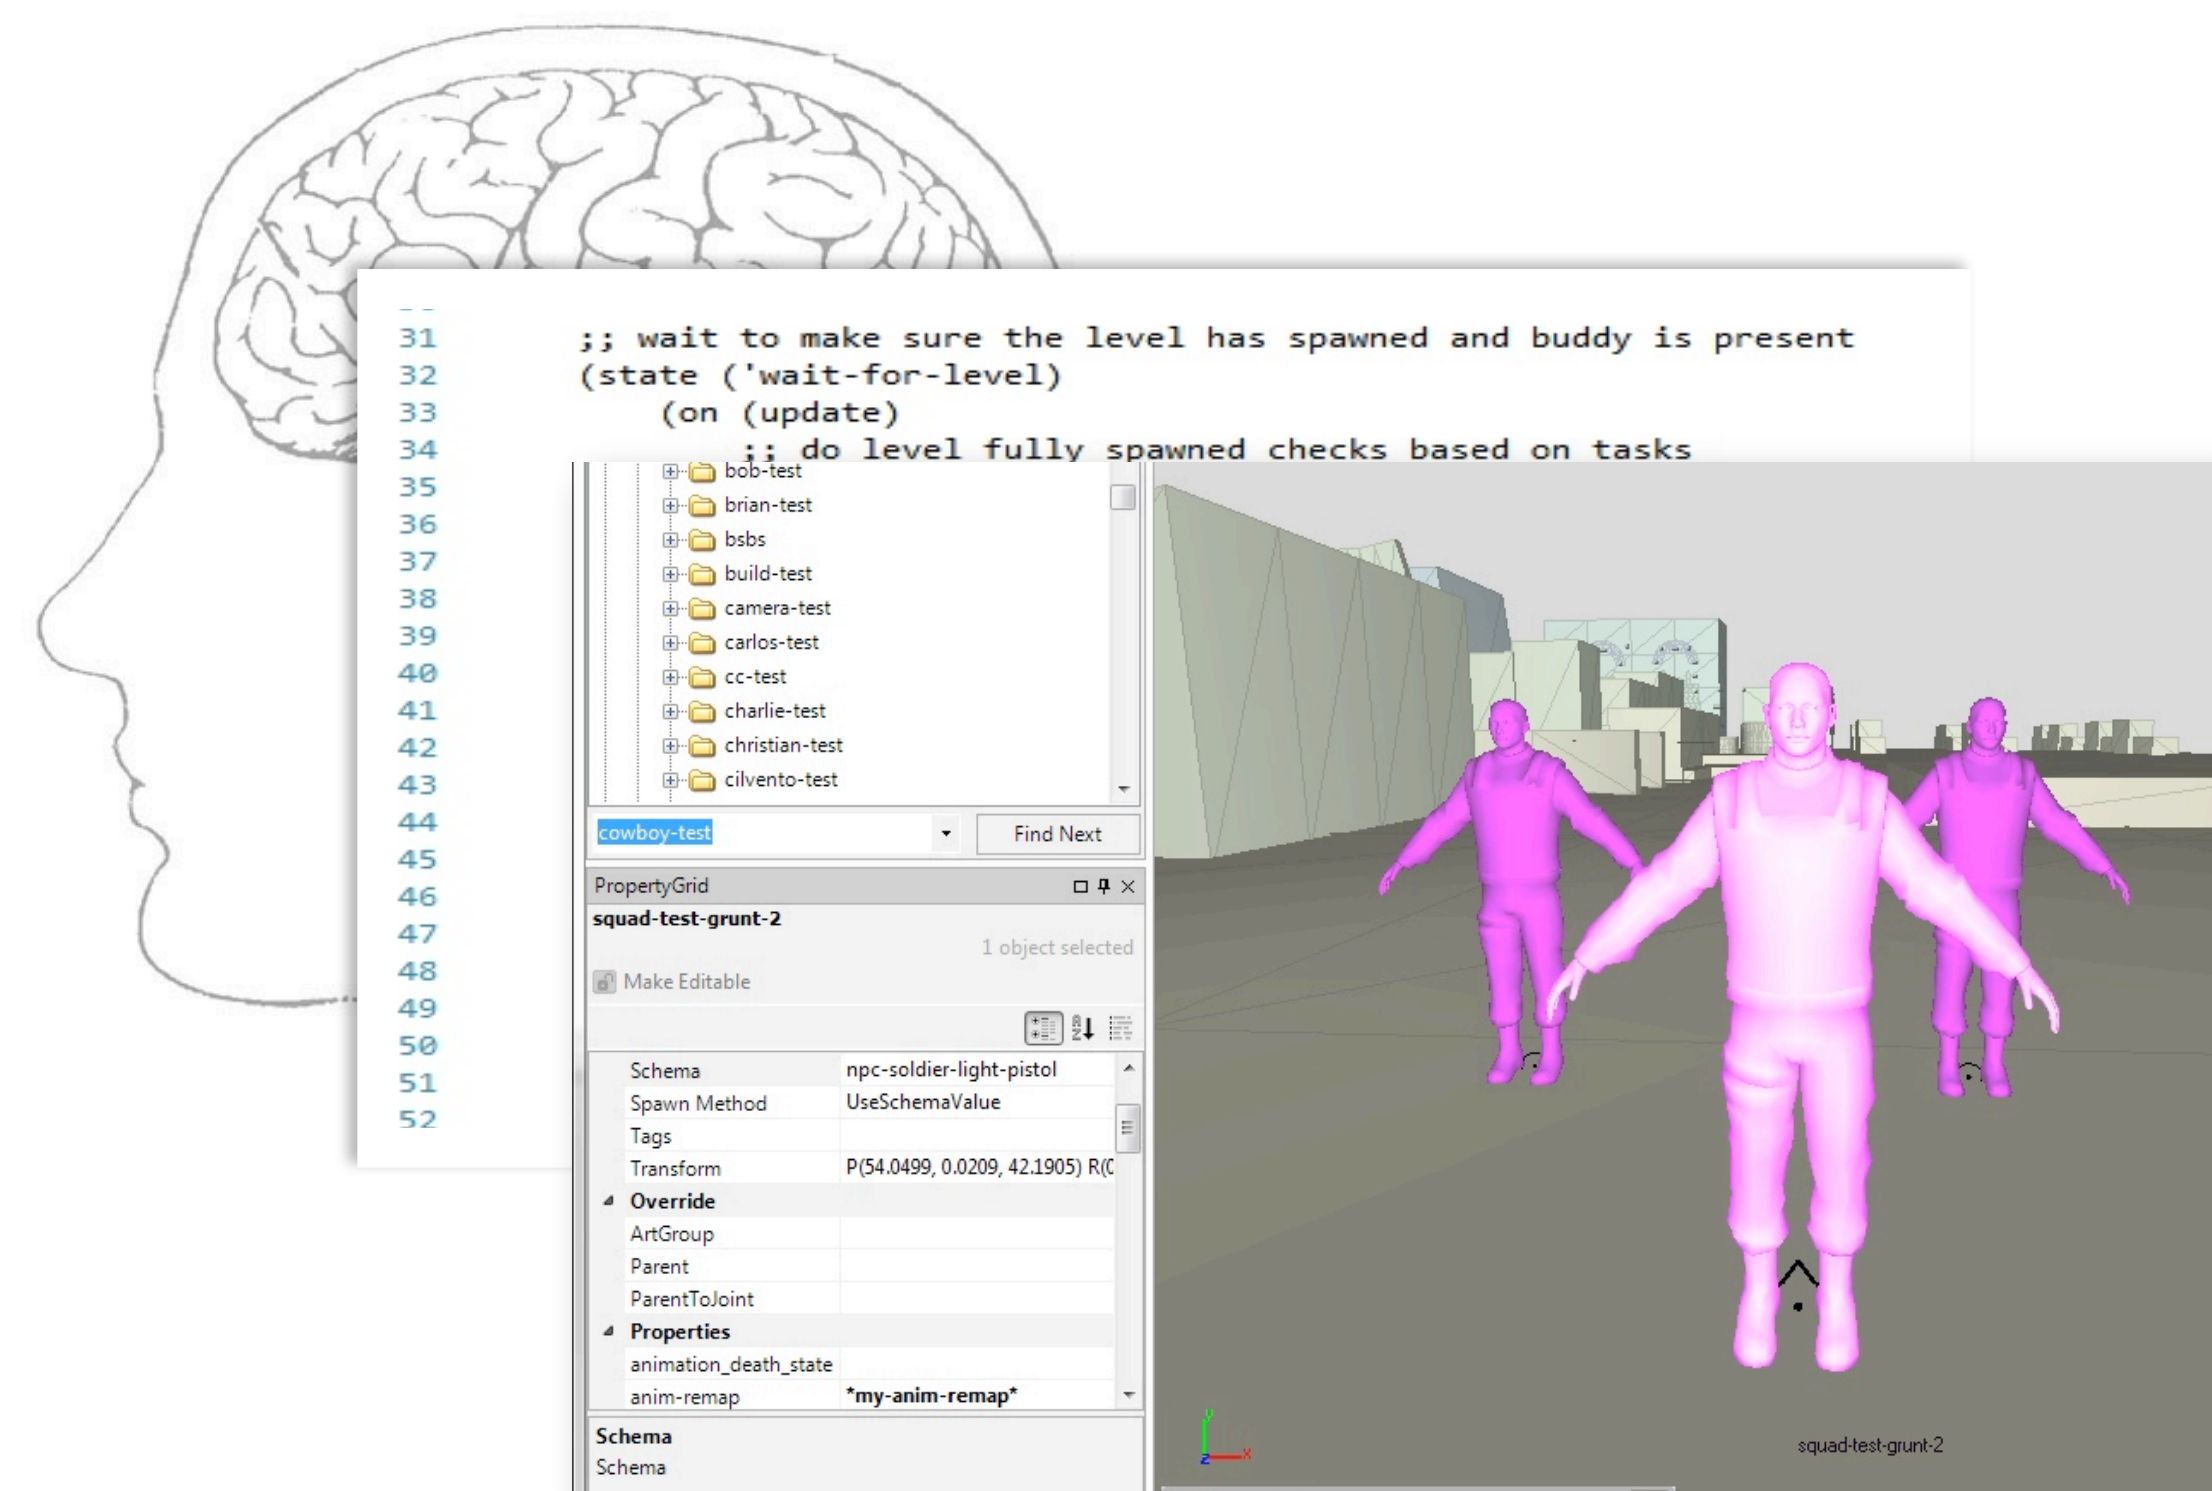 31 ;; wait to make sure the level has spawned and buddy is present
32 (state ('wait-for-level)
33 (on (update)
34 ;; do level fully spawned checks based on tasks
35
36
37
38
39
40
41
42
43
44
45
46
47
48
49
50
51
52
bob-test
brian-test
bsbs
build-test
camera-test
carlos-test
cc-test
charlie-test
christian-test
cilvento-test
cowboy-test Find Next
PropertyGrid
squad-test-grunt-2
1 object selected
Make Editable
Schema npc-soldier-light-pistol
Spawn Method UseSchemaValue
Tags
Transform P(54.0499, 0.0209, 42.1905) R(0
Override
ArtGroup
Parent
ParentToJoint
Properties
animation_death_state
anim-remap *my-anim-remap*
Schema
Schema
y
z x
squad-test-grunt-2